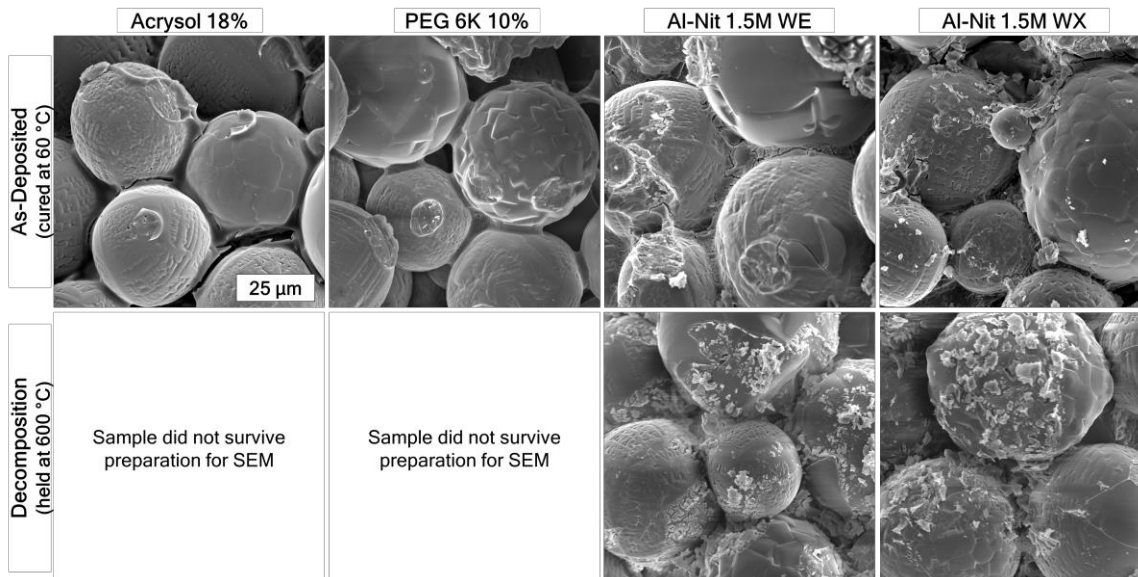 Acrysol 18%
PEG 6K 10%
Al-Nit 1.5M WE
Al-Nit 1.5M WX
As-Deposited
(cured at 60 °C)
25 µm
Decomposition
(held at 600 °C)
Sample did not survive
preparation for SEM
Sample did not survive
preparation for SEM